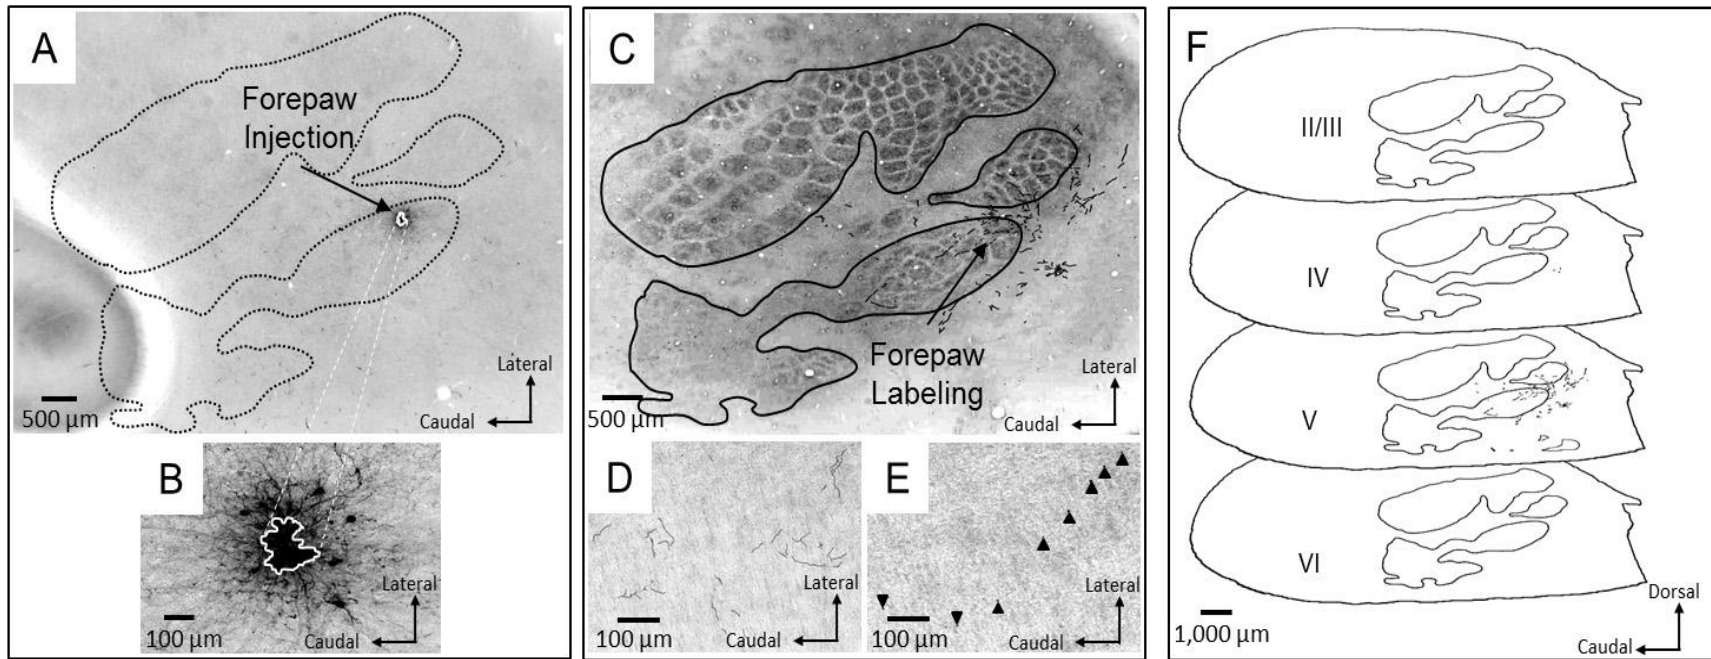 A
Forepaw
Injection
Lateral
Caudal
500 µm
B
Lateral
Caudal
100 µm
C
Forepaw
Labeling
Lateral
Caudal
500 µm
D
Lateral
Caudal
100 µm
E
Lateral
Caudal
100 µm
F
II/III
IV
V
VI
Dorsal
Caudal
1,000 µm